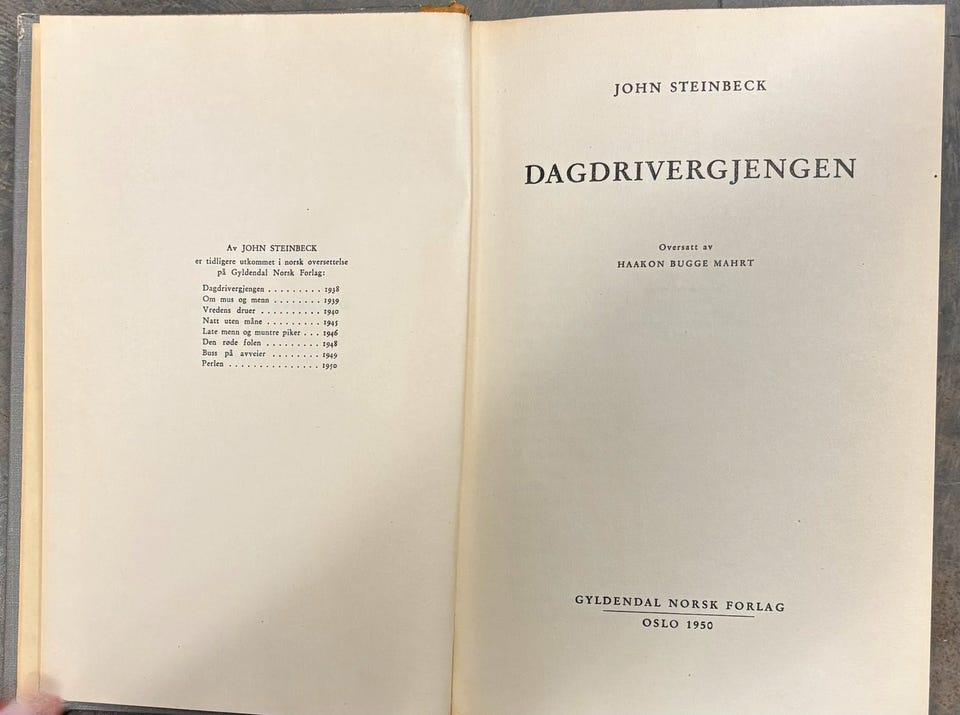 Av JOHN STEINBECK
er tidligere utkommet i norsk oversettelse
på Gyldendal Norsk Forlag:
Dagdrivergjengen . . . . . . . . . 1938
Om mus og menn . . . . . . . . 1939
Vredens druer . . . . . . . . . . 1940
Natt uten måne . . . . . . . . . 1945
Late menn og muntre piker . . . 1946
Den røde folen . . . . . . . . . . 1948
Buss på avveier . . . . . . . . 1949
Perlen . . . . . . . . . . . . . . . 1950
JOHN STEINBECK
DAGDRIVERGJENGEN
Oversatt av
HAAKON BUGGE MAHRT
GYLDENDAL NORSK FORLAG
OSLO 1950